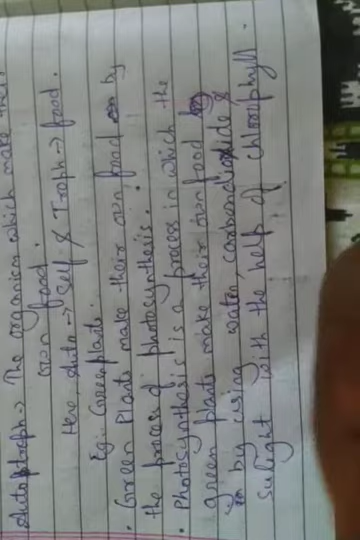 Autotroph → The organism which make their
own food.
Here, Auto → Self & Troph → food.
Eg:- Green plants.
• Green Plants make their own food by
the process of photosynthesis.
• Photosynthesis is a process in which the
green plants make their own food
by using water, carbondioxide &
sulight with the help of chlorophyll.